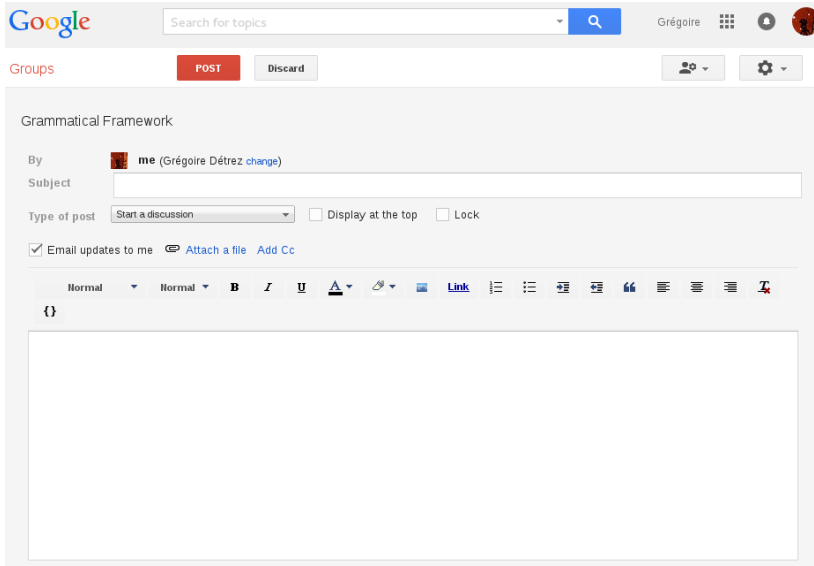 Google Search for topics Grégoire
Groups POST Discard
Grammatical Framework
By me (Grégoire Détrez change)
Subject
Type of post Start a discussion Display at the top Lock
Email updates to me Attach a file Add Cc
Normal Normal B I U A Link T
{}